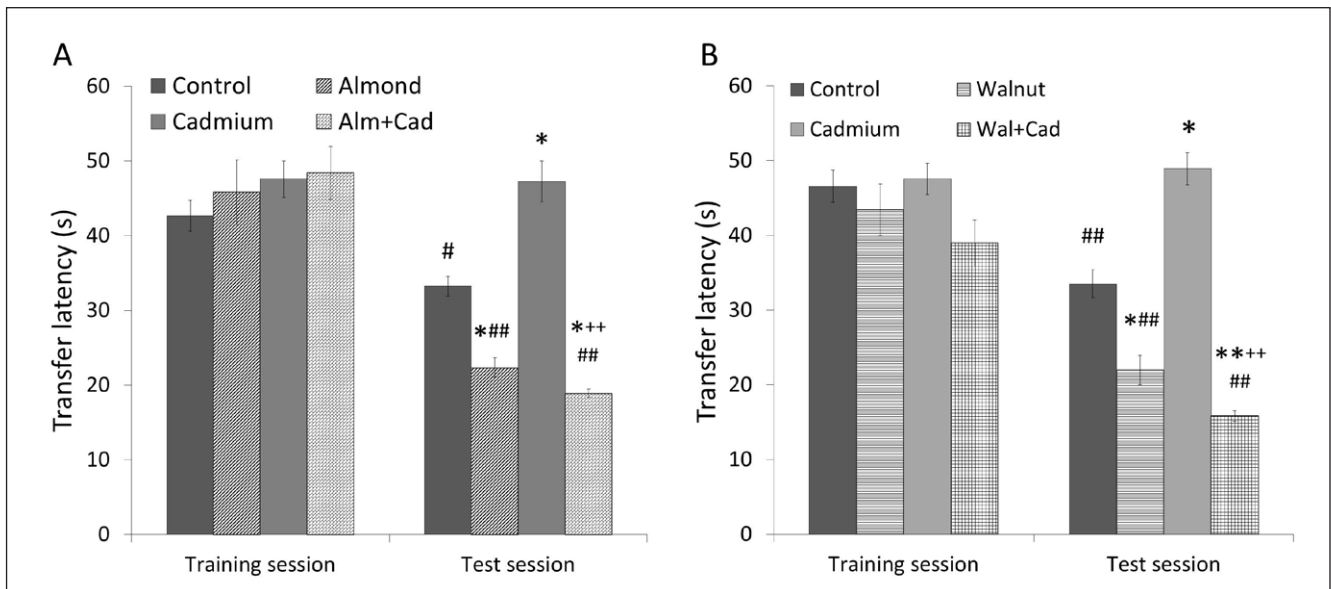 A
Control
Almond
Cadmium
Alm+Cad
Transfer latency (s)
60
50
40
30
20
10
0
#
*##
*
*++
##
Training session
Test session
B
Control
Walnut
Cadmium
Wal+Cad
Transfer latency (s)
60
50
40
30
20
10
0
##
*##
*
**++
##
Training session
Test session